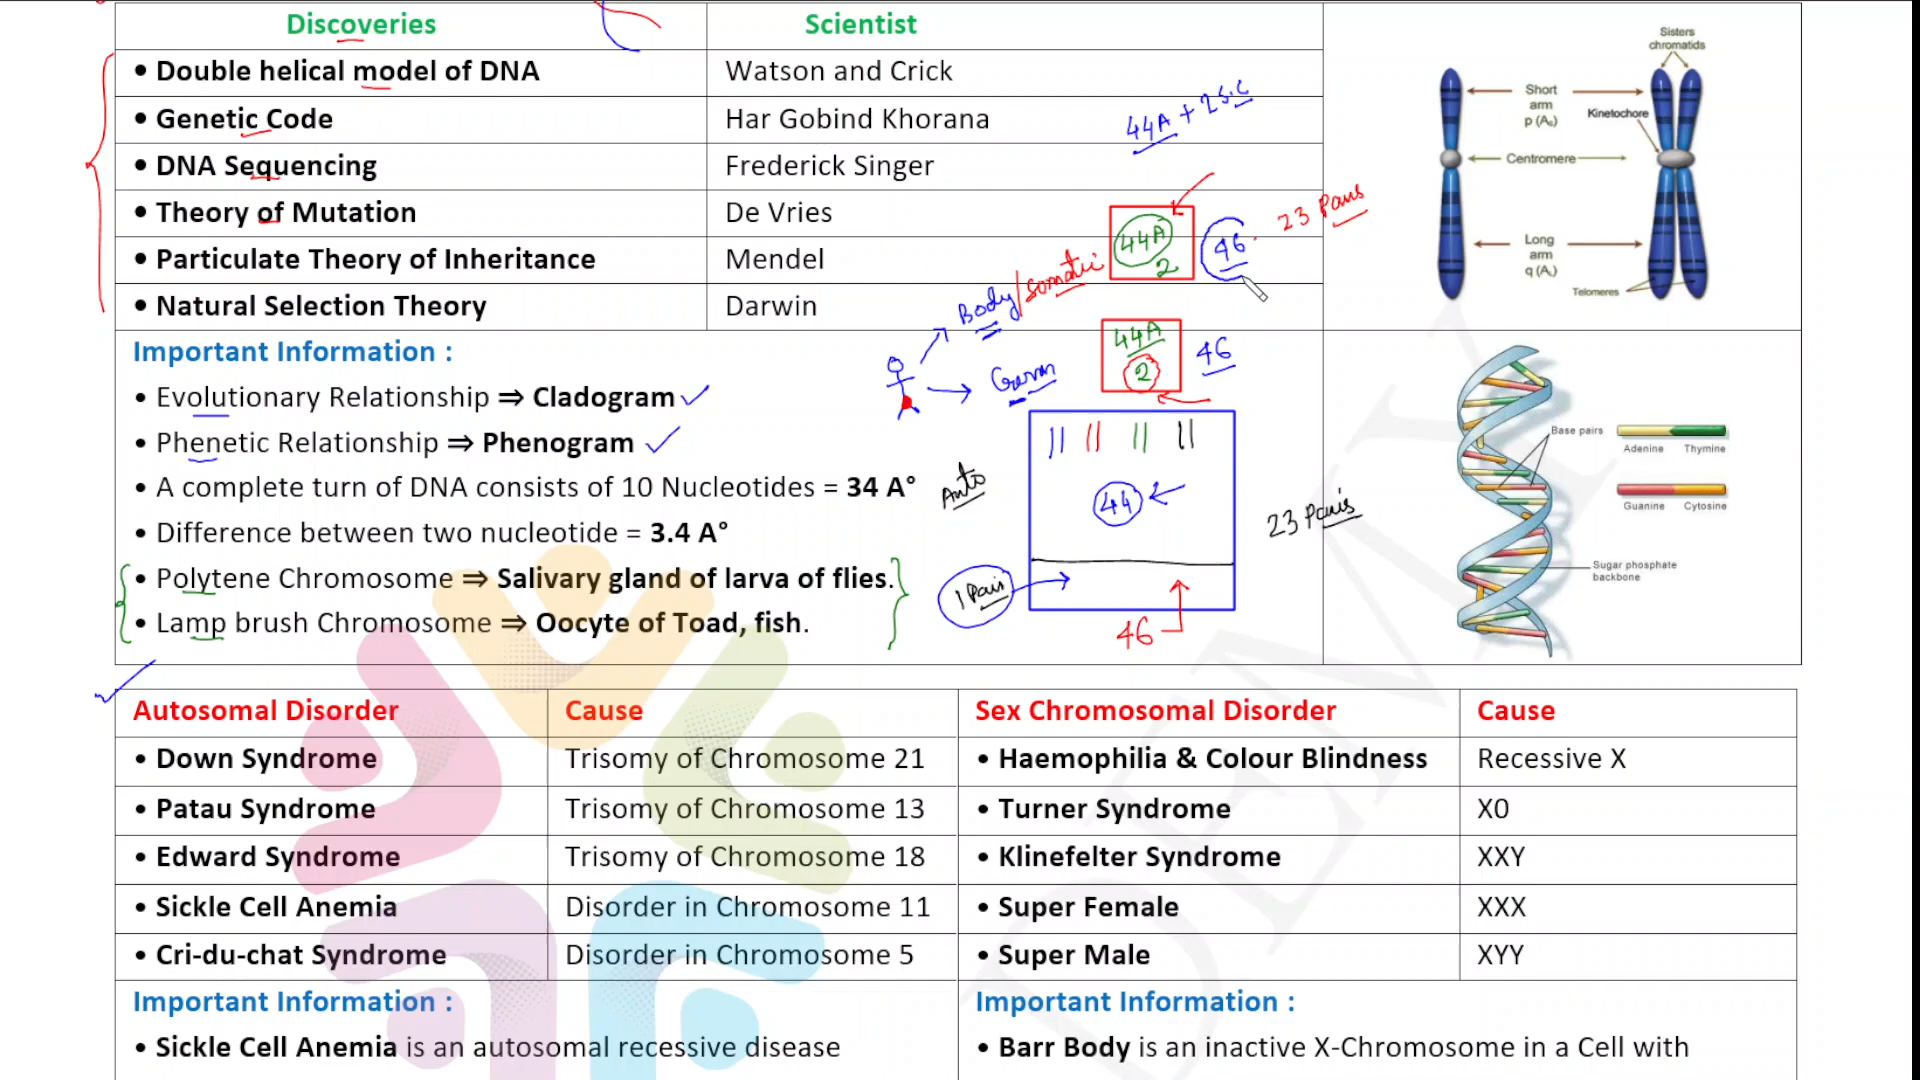 Discoveries Scientist
• Double helical model of DNA Watson and Crick
• Genetic Code Har Gobind Khorana
• DNA Sequencing Frederick Singer
• Theory of Mutation De Vries
• Particulate Theory of Inheritance Mendel
• Natural Selection Theory Darwin
44A + 2 S.C
44A
2
46
23 Pairs
Body/Somatic
Germ
44A
2
46
Sisters
chromatids
Short
arm
p (Aₛ)
Kinetochore
Centromere
Long
arm
q (Aʟ)
Telomeres
Important Information :
• Evolutionary Relationship ⇒ Cladogram
• Phenetic Relationship ⇒ Phenogram
• A complete turn of DNA consists of 10 Nucleotides = 34 A°
• Difference between two nucleotide = 3.4 A°
• Polytene Chromosome ⇒ Salivary gland of larva of flies.
• Lamp brush Chromosome ⇒ Oocyte of Toad, fish.
Auto
44
23 Pairs
1 Pair
46
Base pairs
Adenine Thymine
Guanine Cytosine
Sugar phosphate
backbone
Autosomal Disorder Cause Sex Chromosomal Disorder Cause
• Down Syndrome Trisomy of Chromosome 21 • Haemophilia & Colour Blindness Recessive X
• Patau Syndrome Trisomy of Chromosome 13 • Turner Syndrome X0
• Edward Syndrome Trisomy of Chromosome 18 • Klinefelter Syndrome XXY
• Sickle Cell Anemia Disorder in Chromosome 11 • Super Female XXX
• Cri-du-chat Syndrome Disorder in Chromosome 5 • Super Male XYY
Important Information : Important Information :
• Sickle Cell Anemia is an autosomal recessive disease • Barr Body is an inactive X-Chromosome in a Cell with